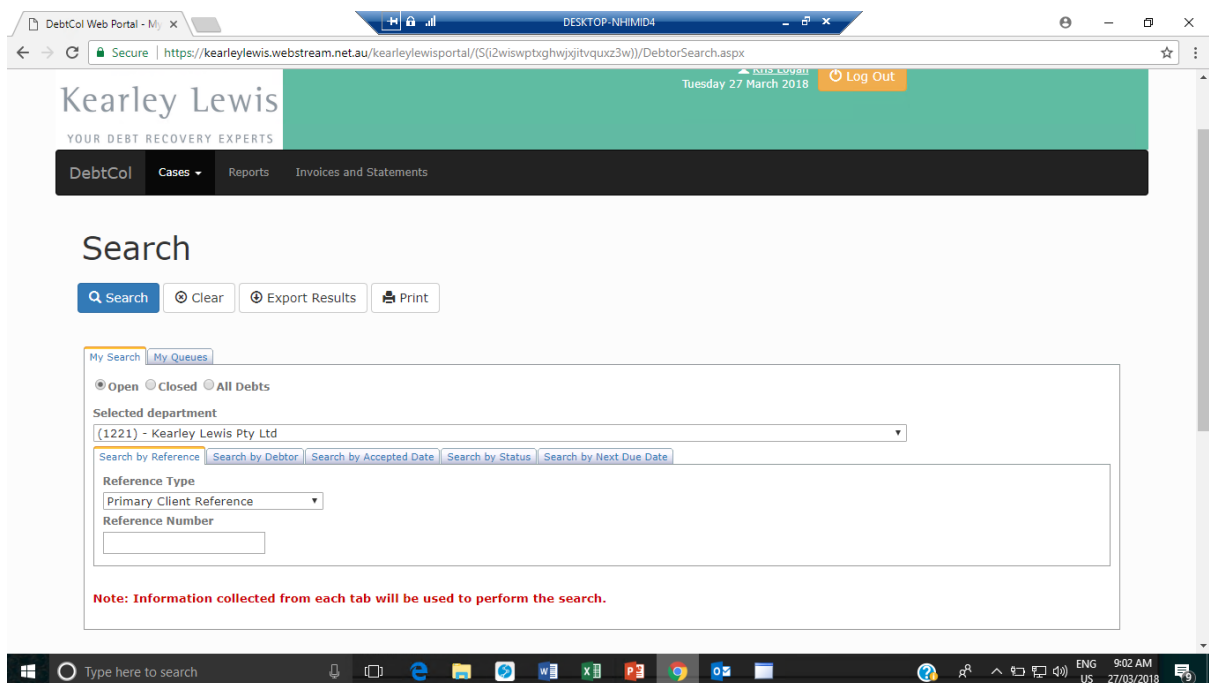 DebtCol Web Portal - My
DESKTOP-NHIMID4
Secure | https://kearleylewis.webstream.net.au/kearleylewisportal/(S(i2wiswptxghwjxjitvquxz3w))/DebtorSearch.aspx
Kris Logan
Tuesday 27 March 2018
Log Out
Kearley Lewis
YOUR DEBT RECOVERY EXPERTS
DebtCol Cases Reports Invoices and Statements
Search
Search Clear Export Results Print
My Search My Queues
Open Closed All Debts
Selected department
(1221) - Kearley Lewis Pty Ltd
Search by Reference Search by Debtor Search by Accepted Date Search by Status Search by Next Due Date
Reference Type
Primary Client Reference
Reference Number
Note: Information collected from each tab will be used to perform the search.
Type here to search
ENG 9:02 AM
US 27/03/2018
9